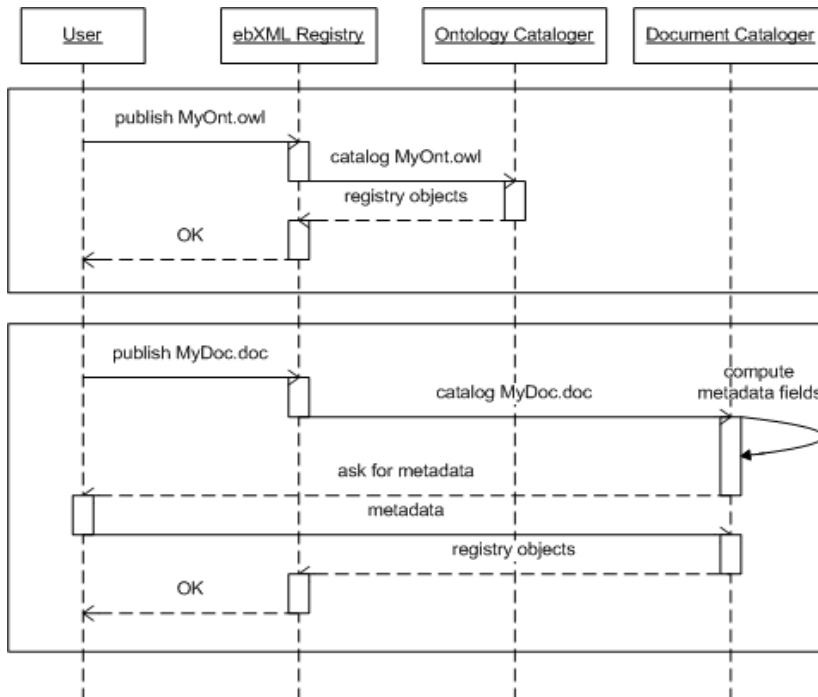 User
ebXML Registry
Ontology Cataloger
Document Cataloger
publish MyOnt.owl
catalog MyOnt.owl
registry objects
OK
publish MyDoc.doc
catalog MyDoc.doc
compute
metadata fields
ask for metadata
metadata
registry objects
OK